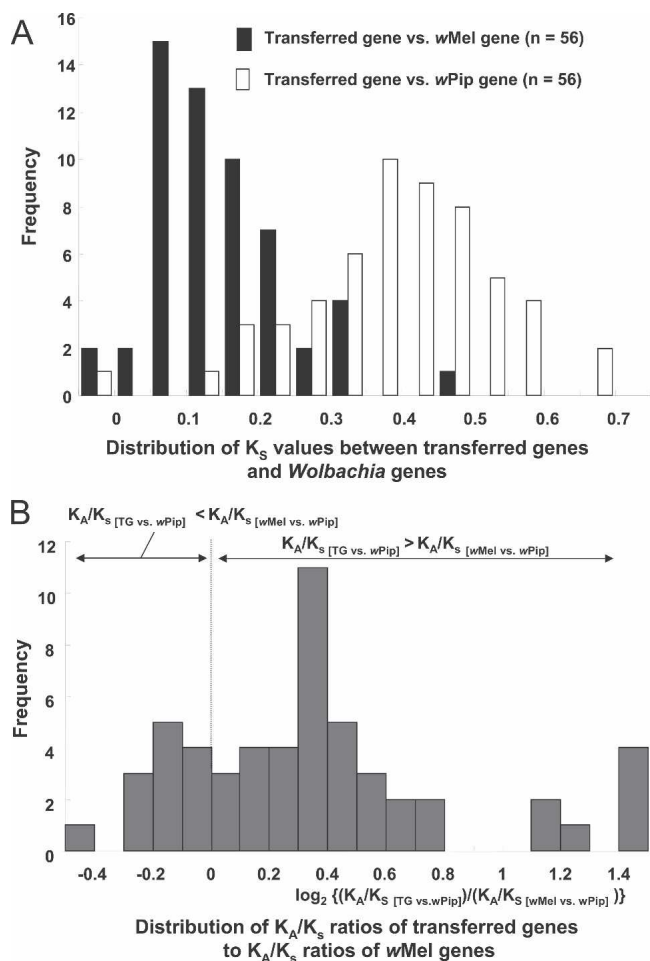 A
16
14
12
10
8
6
4
2
0
Frequency
Transferred gene vs. wMel gene (n = 56)
Transferred gene vs. wPip gene (n = 56)
0 0.1 0.2 0.3 0.4 0.5 0.6 0.7
Distribution of KS values between transferred genes
and Wolbachia genes
B
KA/Ks [TG vs. wPip] < KA/Ks [wMel vs. wPip]
KA/Ks [TG vs. wPip] > KA/Ks [wMel vs. wPip]
12
10
8
6
4
2
0
Frequency
-0.4 -0.2 0 0.2 0.4 0.6 0.8 1 1.2 1.4
log2 {(KA/KS [TG vs.wPip])/(KA/KS [wMel vs. wPip] )}
Distribution of KA/Ks ratios of transferred genes
to KA/Ks ratios of wMel genes